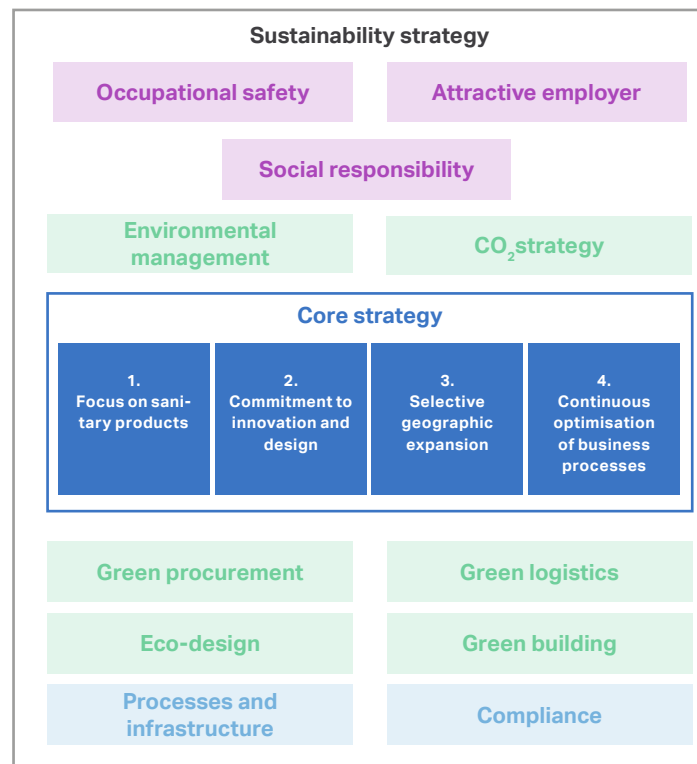 Sustainability strategy
Occupational safety
Attractive employer
Social responsibility
Environmental
management
CO₂strategy
Core strategy
1.
Focus on sani-
tary products
2.
Commitment to
innovation and
design
3.
Selective
geographic
expansion
4.
Continuous
optimisation
of business
processes
Green procurement
Green logistics
Eco-design
Green building
Processes and
infrastructure
Compliance